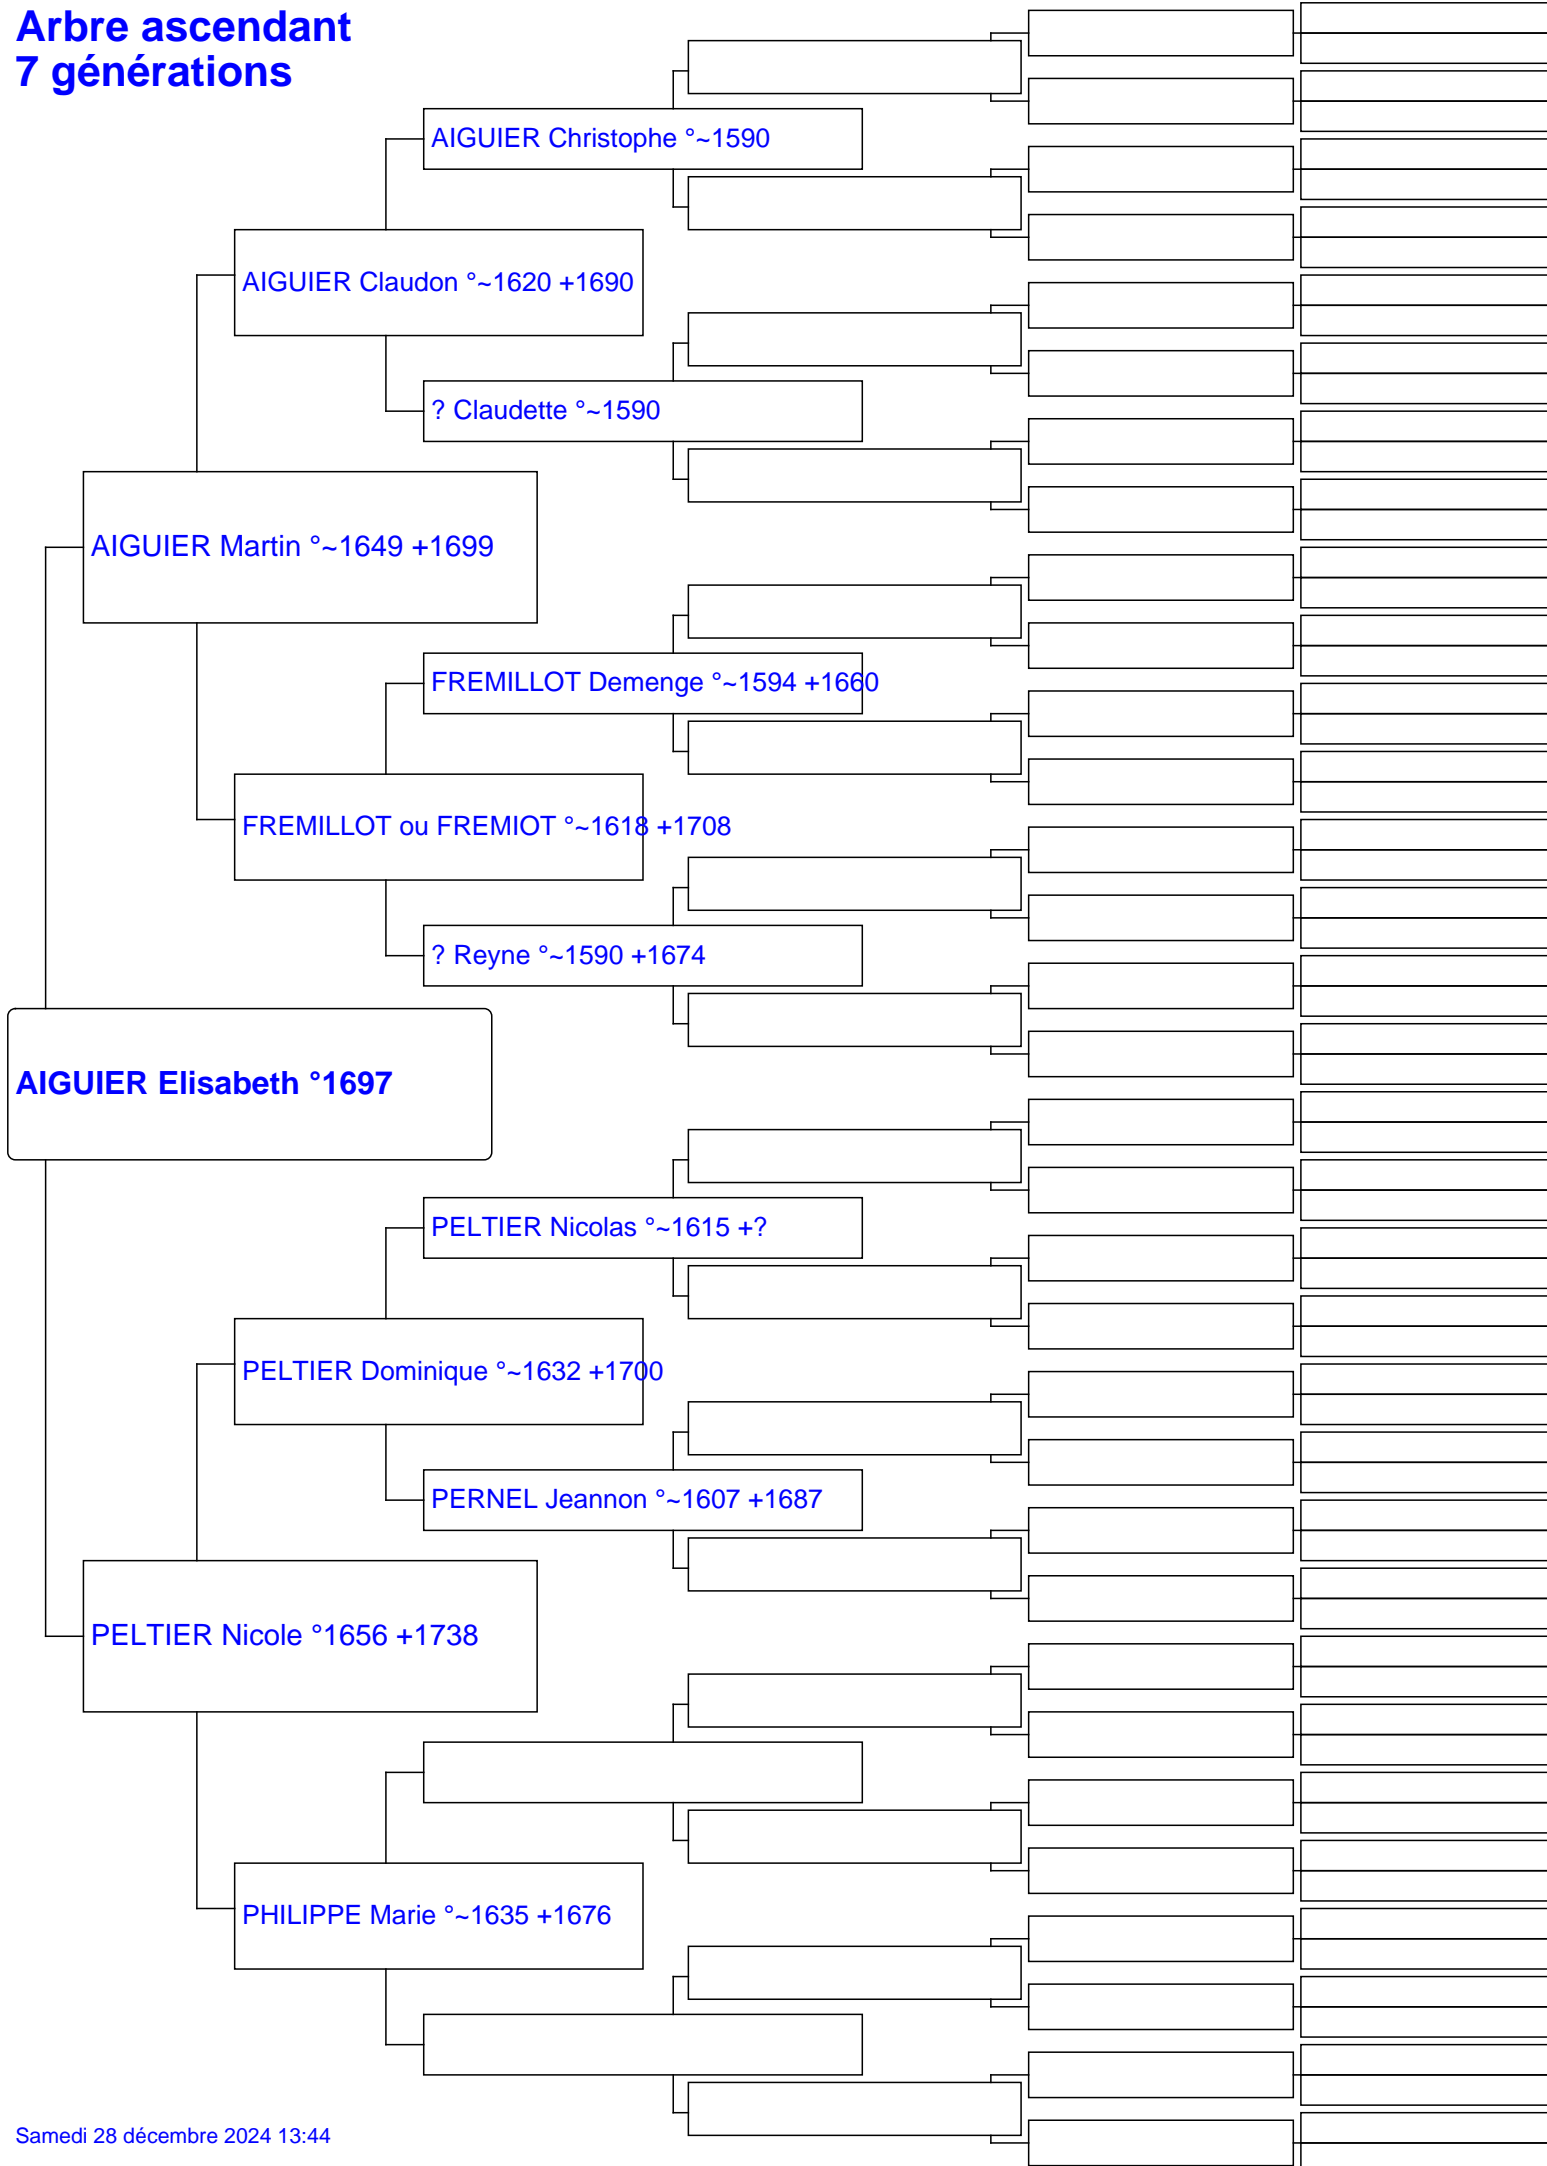 Arbre ascendant
7 générations
AIGUIER Christophe °~1590
AIGUIER Claudon °~1620 +1690
? Claudette °~1590
AIGUIER Martin °~1649 +1699
FREMILLOT Demenge °~1594 +1660
FREMILLOT ou FREMIOT °~1618 +1708
? Reyne °~1590 +1674
AIGUIER Elisabeth °1697
PELTIER Nicolas °~1615 +?
PELTIER Dominique °~1632 +1700
PERNEL Jeannon °~1607 +1687
PELTIER Nicole °1656 +1738
PHILIPPE Marie °~1635 +1676
Samedi 28 décembre 2024 13:44